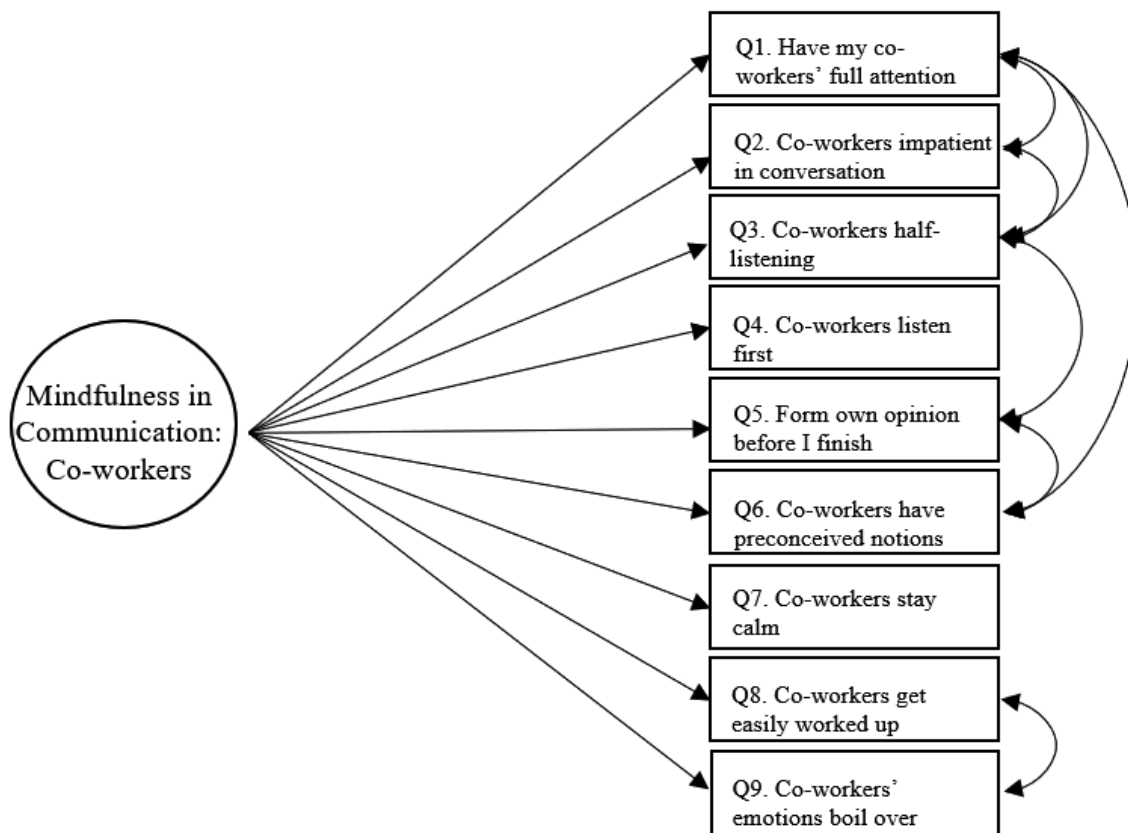 Q1. Have my co-
workers’ full attention
Q2. Co-workers impatient
in conversation
Q3. Co-workers half-
listening
Q4. Co-workers listen
first
Mindfulness in
Communication:
Co-workers
Q5. Form own opinion
before I finish
Q6. Co-workers have
preconceived notions
Q7. Co-workers stay
calm
Q8. Co-workers get
easily worked up
Q9. Co-workers’
emotions boil over